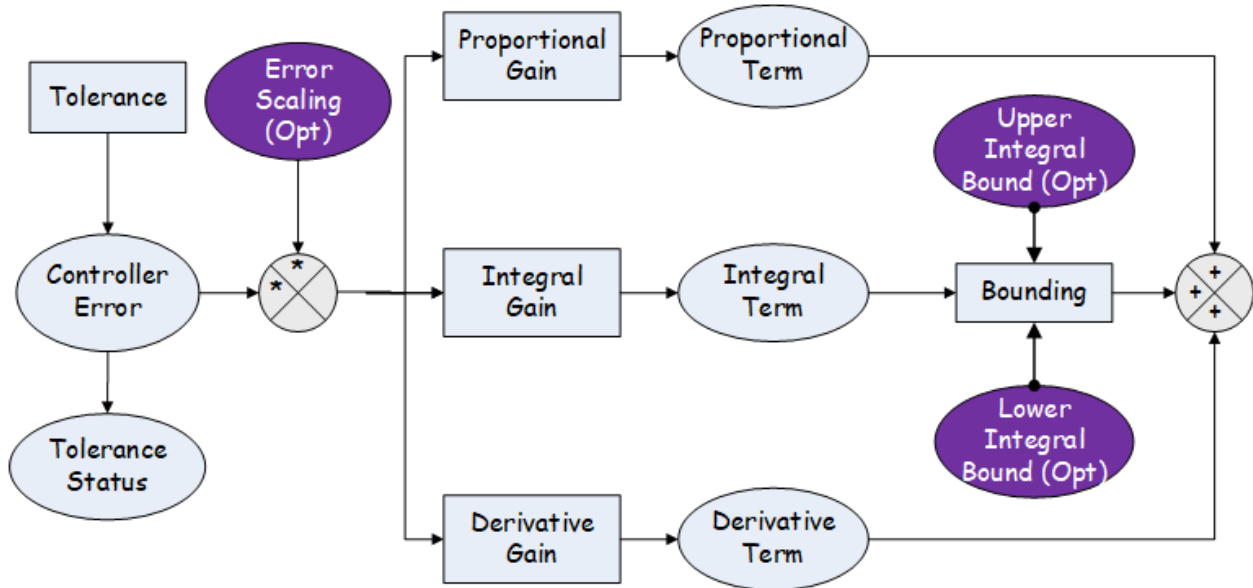 Tolerance
Error
Scaling
(Opt)
Proportional
Gain
Proportional
Term
Upper
Integral
Bound (Opt)
Controller
Error
*
*
Integral
Gain
Integral
Term
Bounding
+
+
+
Tolerance
Status
Lower
Integral
Bound (Opt)
Derivative
Gain
Derivative
Term